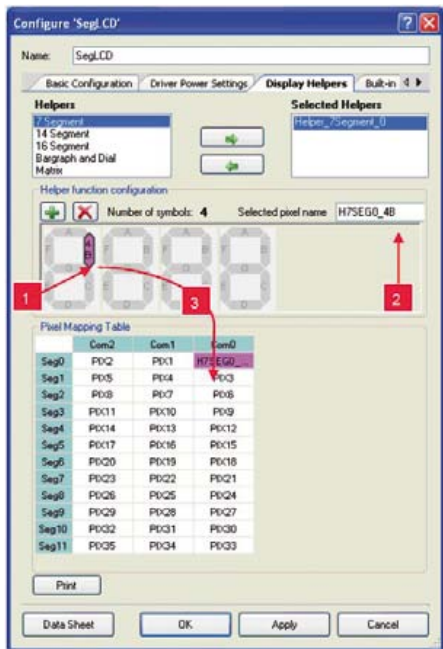 Configure 'SegLCD'
Name: SegLCD
Basic Configuration Driver Power Settings Display Helpers Built-in
Helpers
7 Segment
14 Segment
16 Segment
Bargraph and Dial
Matrix
Selected Helpers
Helper_7Segment_0
Helper function configuration
Number of symbols: 4 Selected pixel name H7SEG0_4B
1
2
3
Pixel Mapping Table
Com2 Com1 Com0
Seg0 PIX2 PIX1 H7SEG0_...
Seg1 PIX5 PIX4 PIX3
Seg2 PIX8 PIX7 PIX6
Seg3 PIX11 PIX10 PIX9
Seg4 PIX14 PIX13 PIX12
Seg5 PIX17 PIX16 PIX15
Seg6 PIX20 PIX19 PIX18
Seg7 PIX23 PIX22 PIX21
Seg8 PIX26 PIX25 PIX24
Seg9 PIX29 PIX28 PIX27
Seg10 PIX32 PIX31 PIX30
Seg11 PIX35 PIX34 PIX33
Print
Data Sheet OK Apply Cancel